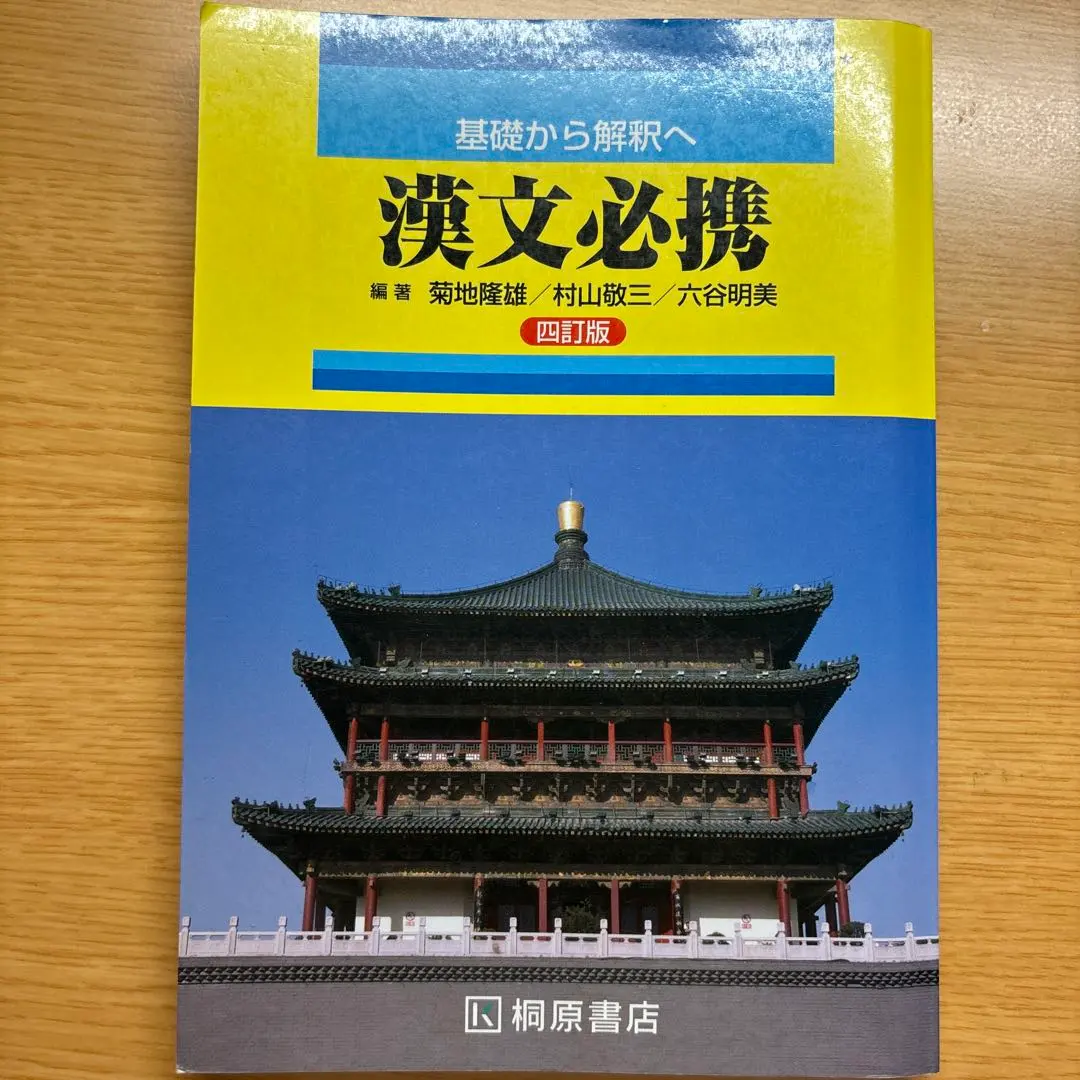 基礎から解釈へ
漢文必携
編著 菊地隆雄／村山敬三／六谷明美
四訂版
桐原書店